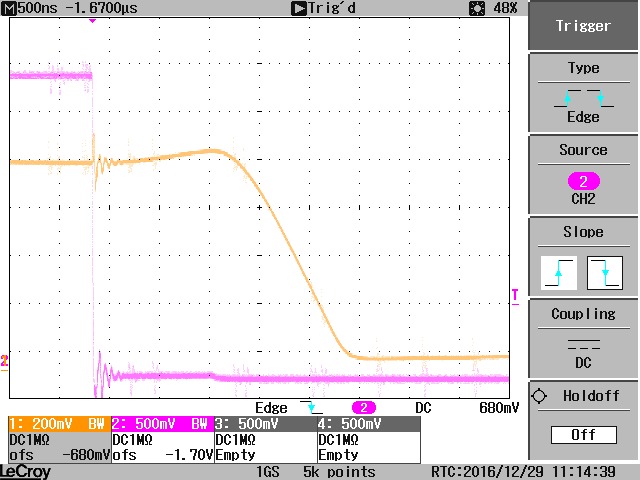 M 500ns -1.6700µs Trig'd 48%
Trigger
Type
Edge
Source
2
CH2
Slope
T
Coupling
DC
2
Holdoff
Off
Edge 2 DC 680mV
1: 200mV BW 2: 500mV BW 3: 500mV 4: 500mV
DC1MΩ DC1MΩ DC1MΩ DC1MΩ
ofs -680mV ofs -1.70V Empty Empty
LeCroy 1GS 5k points RTC:2016/12/29 11:14:39